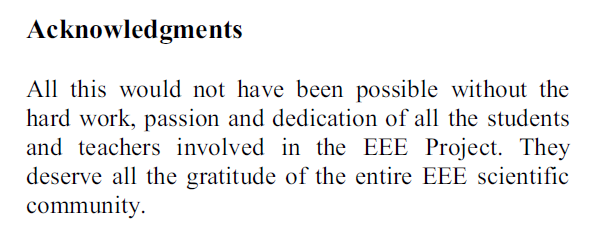 Acknowledgments
All this would not have been possible without the
hard work, passion and dedication of all the students
and teachers involved in the EEE Project. They
deserve all the gratitude of the entire EEE scientific
community.